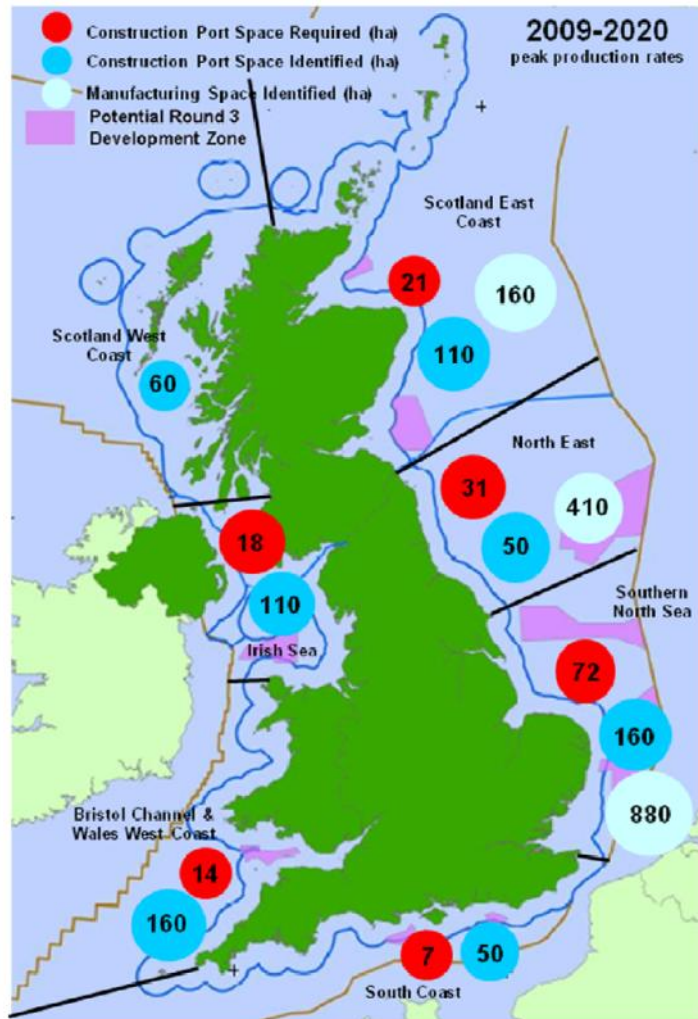 Construction Port Space Required (ha)
Construction Port Space Identified (ha)
Manufacturing Space Identified (ha)
Potential Round 3
Development Zone
2009-2020
peak production rates
Scotland East
Coast
21
160
110
Scotland West
Coast
60
North East
31
410
50
18
110
Irish Sea
Southern
North Sea
72
160
880
Bristol Channel &
Wales West Coast
14
160
7
50
South Coast